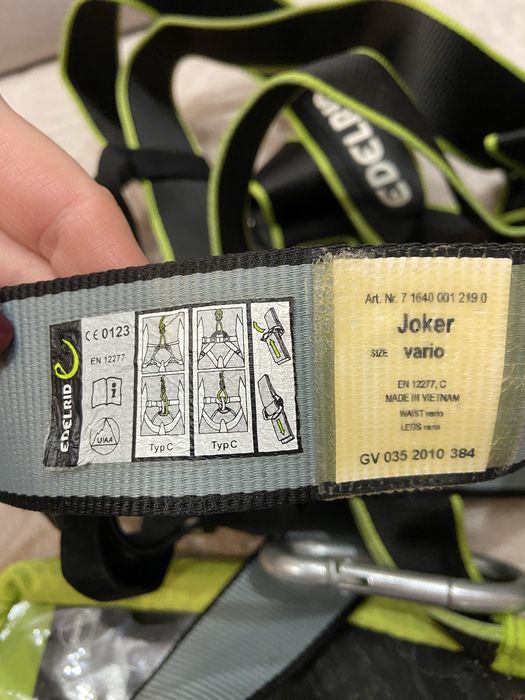 EDELRID
EDELRID
CE 0123
EN 12277
UIAA
Typ C
Typ C
Art. Nr. 7 1640 001 219 0
Joker
SIZE vario
EN 12277, C
MADE IN VIETNAM
WAIST vario
LEGS vario
GV 035 2010 384